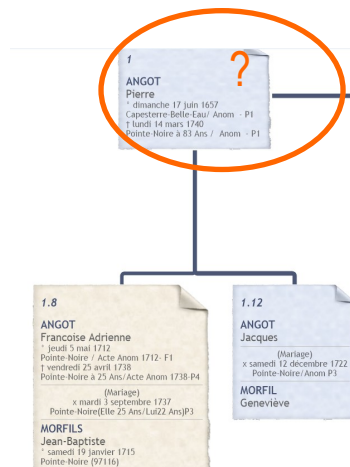 1
?
ANGOT
Pierre
° dimanche 17 juin 1657
Capesterre-Belle-Eau/ Anom - P1
† lundi 14 mars 1740
Pointe-Noire à 83 Ans / Anom - P1
1.8
ANGOT
Francoise Adrienne
° jeudi 5 mai 1712
Pointe-Noire / Acte Anom 1712- F1
† vendredi 25 avril 1738
Pointe-Noire à 25 Ans/Acte Anom 1738-P4
(Mariage)
x mardi 3 septembre 1737
Pointe-Noire(Elle 25 Ans/Lui22 Ans)P3
MORFILS
Jean-Baptiste
° samedi 19 janvier 1715
Pointe-Noire (97116)
1.12
ANGOT
Jacques
(Mariage)
x samedi 12 décembre 1722
Pointe-Noire/Anom P3
MORFIL
Geneviève